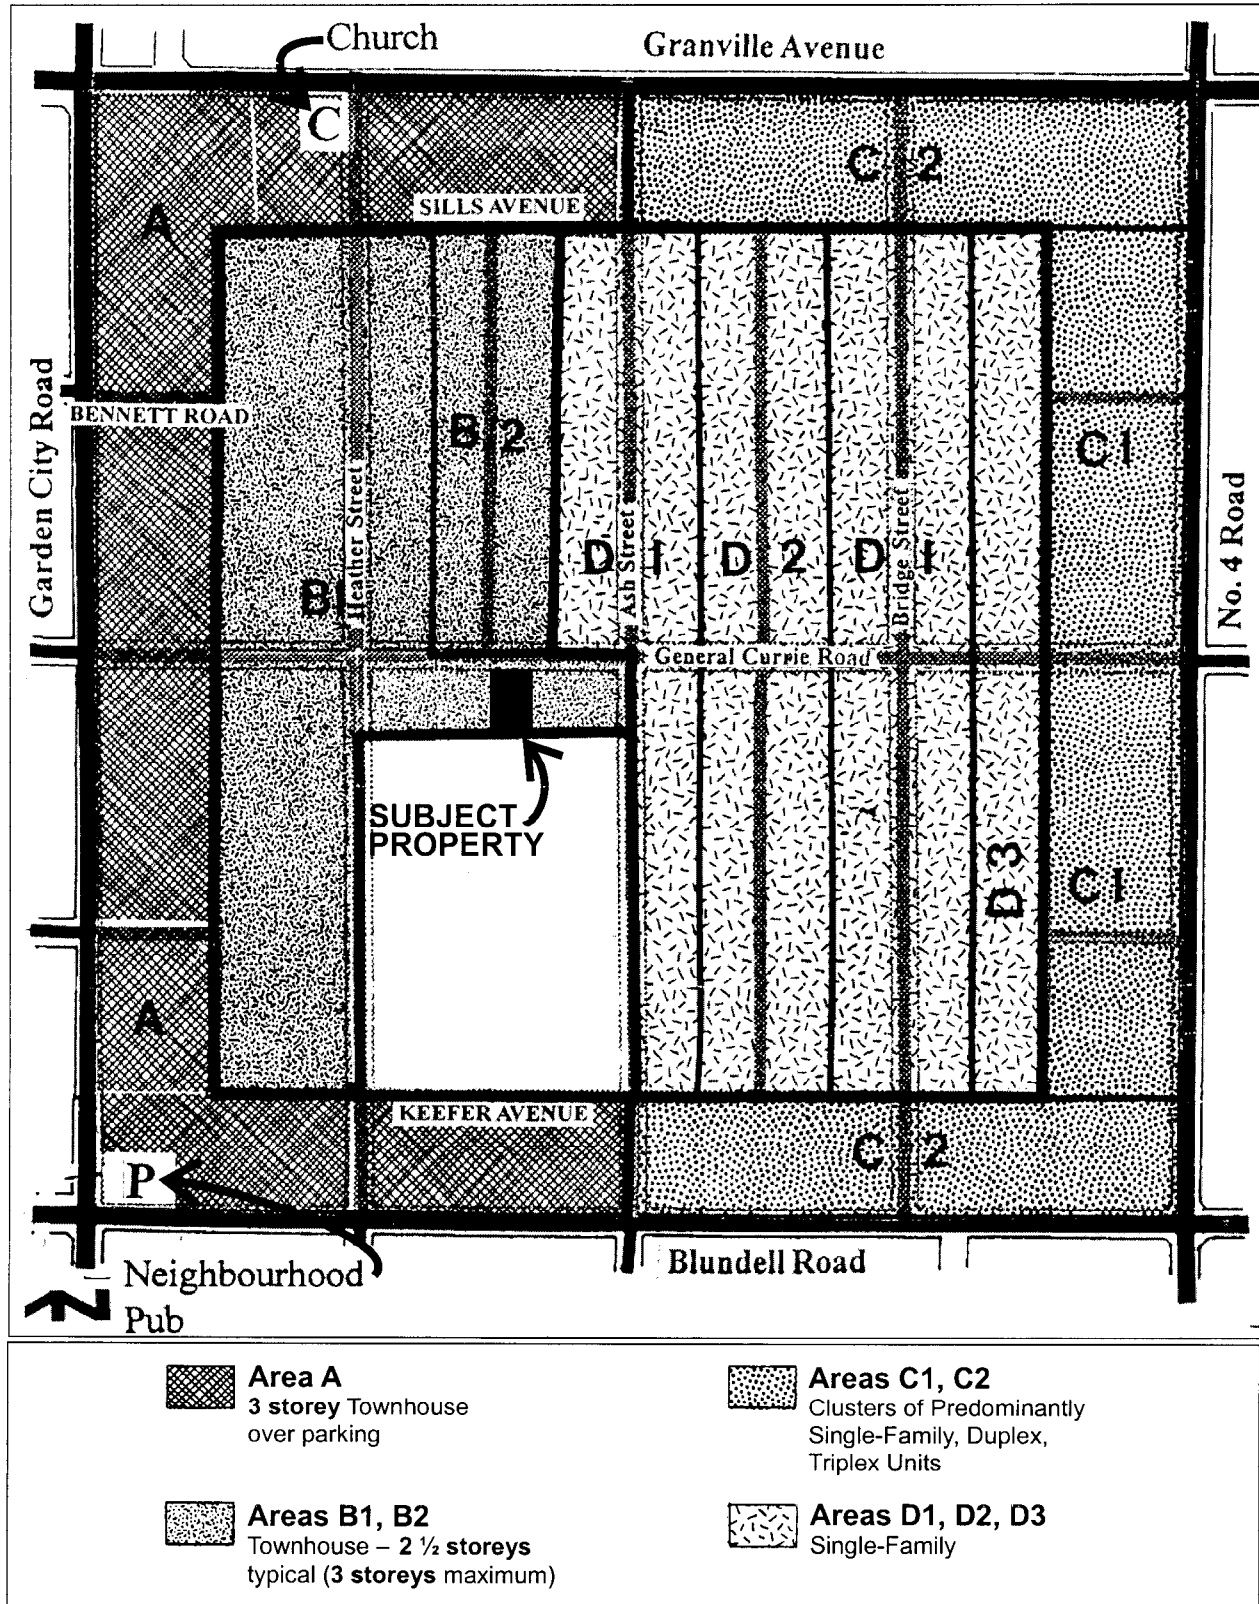 Church
Granville Avenue
C
C 2
SILLS AVENUE
A
Garden City Road
BENNETT ROAD
B 2
C1
Heather Street
Ash Street
Bridge Street
No. 4 Road
D 1
D 2
D 1
B1
General Currie Road
SUBJECT
PROPERTY
D 3
C1
A
KEEFER AVENUE
C 2
P
Blundell Road
Neighbourhood
Pub
Area A
3 storey Townhouse
over parking
Areas C1, C2
Clusters of Predominantly
Single-Family, Duplex,
Triplex Units
Areas B1, B2
Townhouse – 2 ½ storeys
typical (3 storeys maximum)
Areas D1, D2, D3
Single-Family